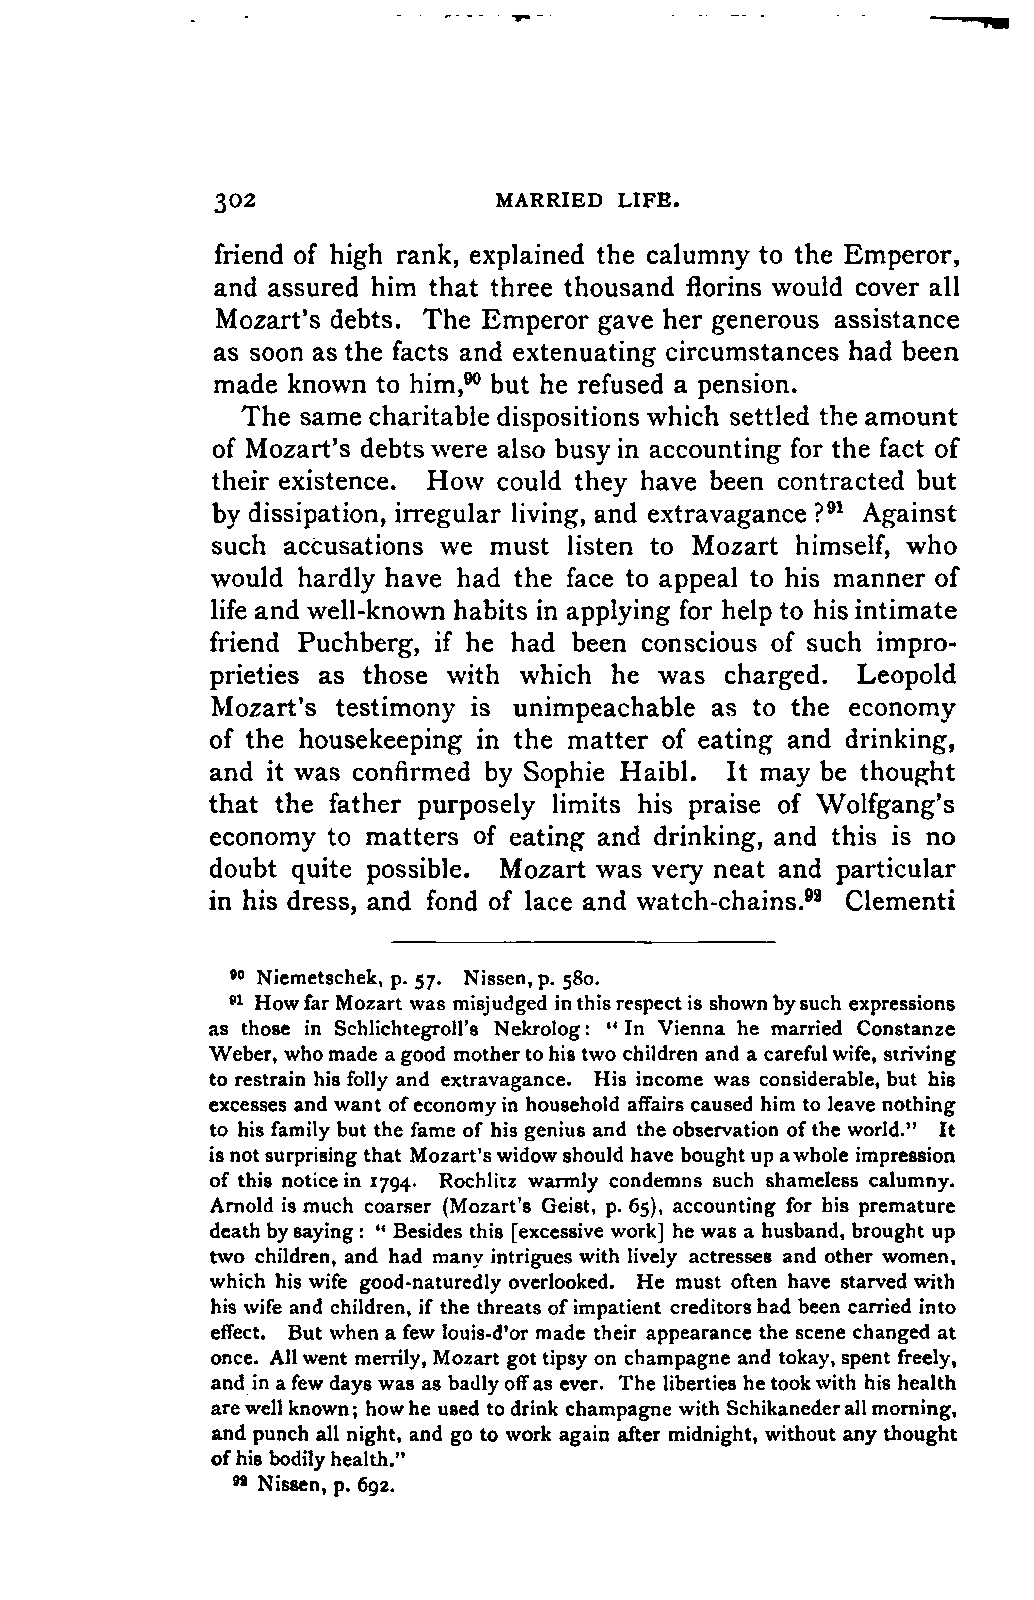 302 MARRIED LIFE.
friend of high rank, explained the calumny to the Emperor,
and assured him that three thousand florins would cover all
Mozart's debts. The Emperor gave her generous assistance
as soon as the facts and extenuating circumstances had been
made known to him,⁹⁰ but he refused a pension.
The same charitable dispositions which settled the amount
of Mozart's debts were also busy in accounting for the fact of
their existence. How could they have been contracted but
by dissipation, irregular living, and extravagance ?⁹¹ Against
such accusations we must listen to Mozart himself, who
would hardly have had the face to appeal to his manner of
life and well-known habits in applying for help to his intimate
friend Puchberg, if he had been conscious of such impro-
prieties as those with which he was charged. Leopold
Mozart's testimony is unimpeachable as to the economy
of the housekeeping in the matter of eating and drinking,
and it was confirmed by Sophie Haibl. It may be thought
that the father purposely limits his praise of Wolfgang's
economy to matters of eating and drinking, and this is no
doubt quite possible. Mozart was very neat and particular
in his dress, and fond of lace and watch-chains.⁹² Clementi
⁹⁰ Niemetschek, p. 57. Nissen, p. 580.
⁹¹ How far Mozart was misjudged in this respect is shown by such expressions
as those in Schlichtegroll's Nekrolog: "In Vienna he married Constanze
Weber, who made a good mother to his two children and a careful wife, striving
to restrain his folly and extravagance. His income was considerable, but his
excesses and want of economy in household affairs caused him to leave nothing
to his family but the fame of his genius and the observation of the world." It
is not surprising that Mozart's widow should have bought up a whole impression
of this notice in 1794. Rochlitz warmly condemns such shameless calumny.
Arnold is much coarser (Mozart's Geist, p. 65), accounting for his premature
death by saying : "Besides this [excessive work] he was a husband, brought up
two children, and had many intrigues with lively actresses and other women,
which his wife good-naturedly overlooked. He must often have starved with
his wife and children, if the threats of impatient creditors had been carried into
effect. But when a few louis-d'or made their appearance the scene changed at
once. All went merrily, Mozart got tipsy on champagne and tokay, spent freely,
and in a few days was as badly off as ever. The liberties he took with his health
are well known; how he used to drink champagne with Schikaneder all morning,
and punch all night, and go to work again after midnight, without any thought
of his bodily health."
⁹² Nissen, p. 692.